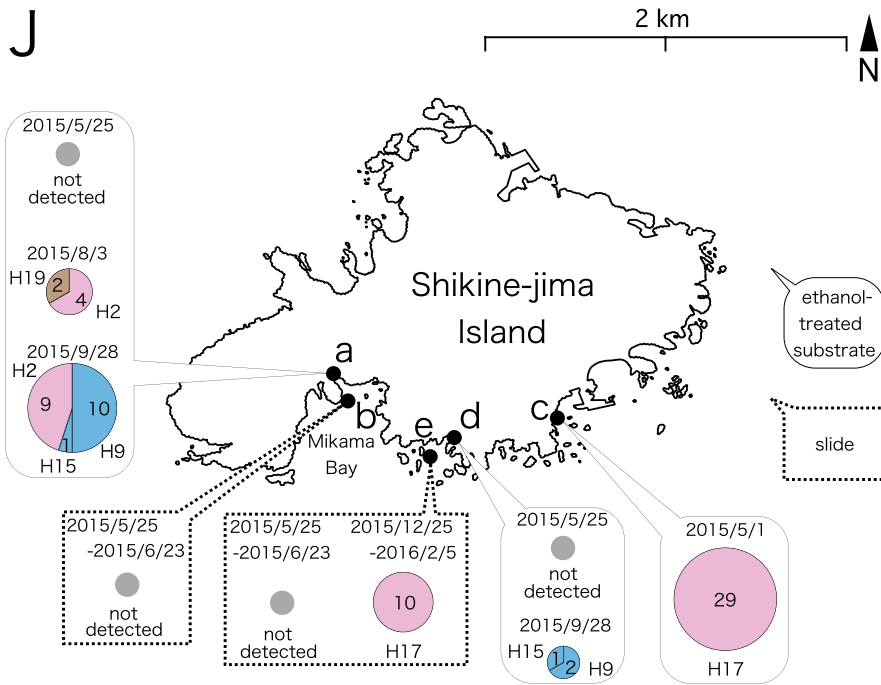 J
2 km
N
2015/5/25
not
detected
2015/8/3
H19
2
4
H2
2015/9/28
H2
9
10
1
H15
H9
Shikine-jima
Island
ethanol-
treated
substrate
slide
a
b
c
d
e
Mikama
Bay
2015/5/25
-2015/6/23
not
detected
2015/5/25
-2015/6/23
not
detected
2015/12/25
-2016/2/5
10
H17
2015/5/25
not
detected
2015/9/28
H15
1
2
H9
2015/5/1
29
H17